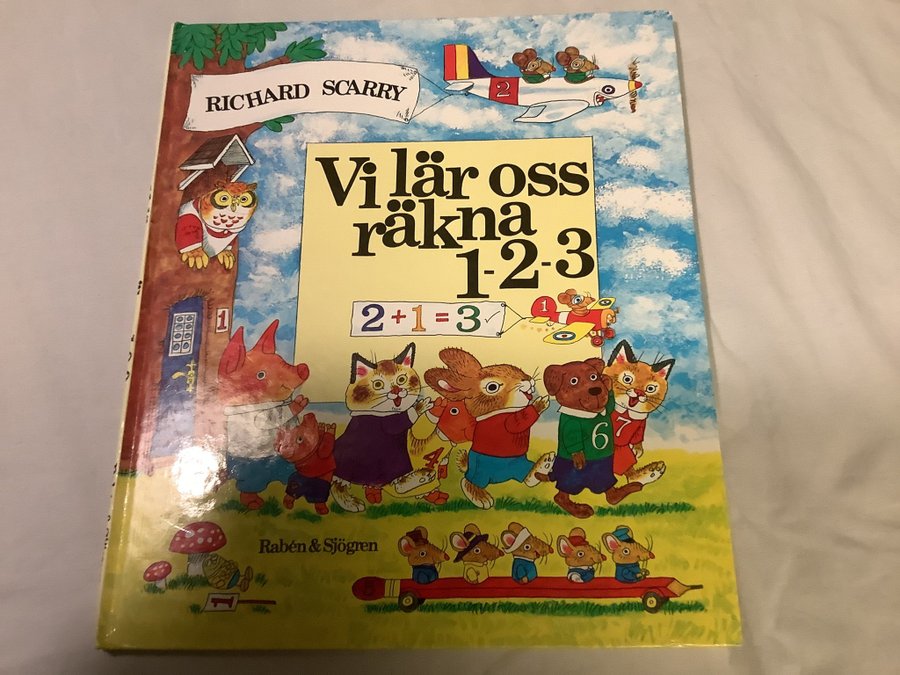 RICHARD SCARRY
2
Vi lär oss
räkna
1-2-3
2+1=3
1
1
6
7
4
Rabén & Sjögren
1